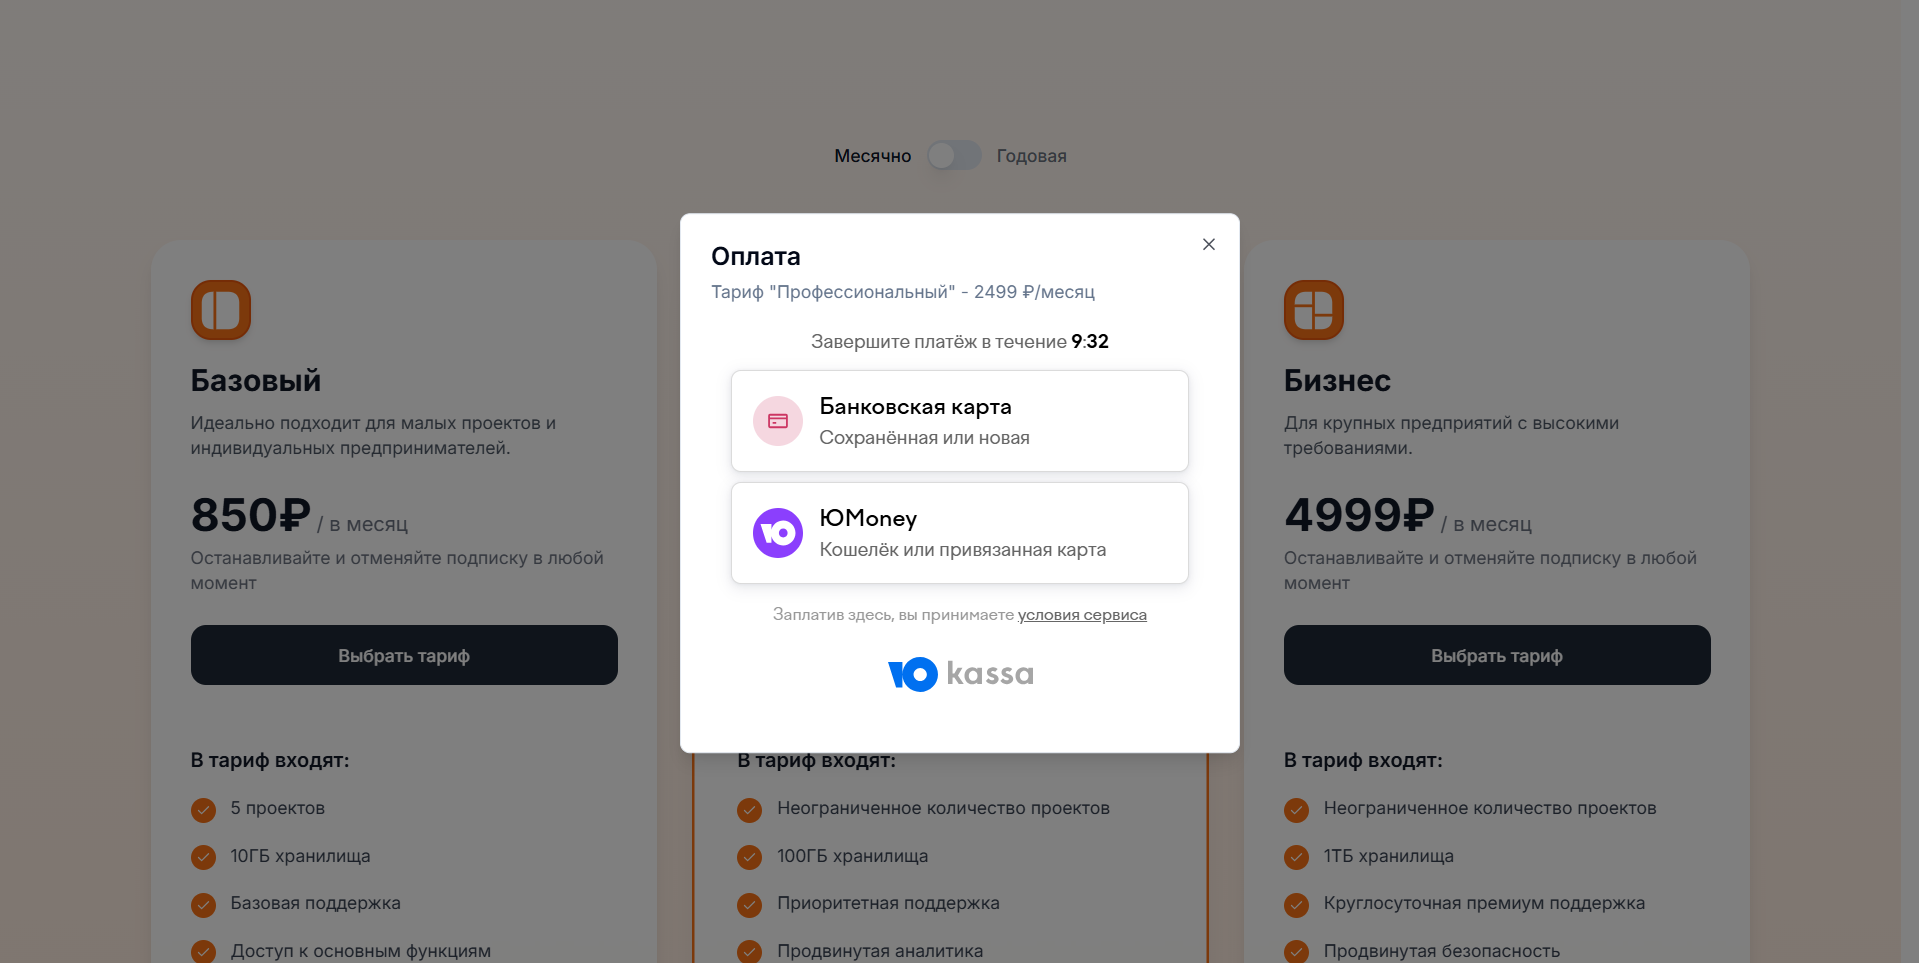 Месячно
Годовая
Оплата
Тариф "Профессиональный" - 2499 ₽/месяц
Завершите платёж в течение 9:32
Банковская карта
Сохранённая или новая
ЮMoney
Кошелёк или привязанная карта
Заплатив здесь, вы принимаете условия сервиса
Ю kassa
Базовый
Идеально подходит для малых проектов и
индивидуальных предпринимателей.
850₽ / в месяц
Останавливайте и отменяйте подписку в любой
момент
Выбрать тариф
В тариф входят:
5 проектов
10ГБ хранилища
Базовая поддержка
Доступ к основным функциям
В тариф входят:
Неограниченное количество проектов
100ГБ хранилища
Приоритетная поддержка
Продвинутая аналитика
Бизнес
Для крупных предприятий с высокими
требованиями.
4999₽ / в месяц
Останавливайте и отменяйте подписку в любой
момент
Выбрать тариф
В тариф входят:
Неограниченное количество проектов
1ТБ хранилища
Круглосуточная премиум поддержка
Продвинутая безопасность